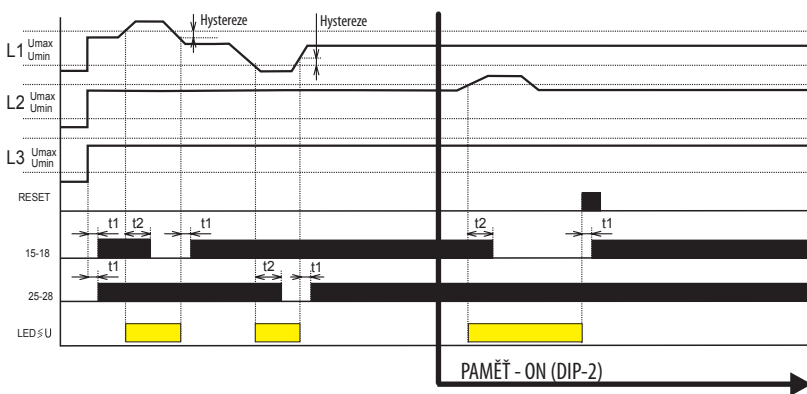 Hystereze
Hystereze
L1 Umax
Umin
L2 Umax
Umin
L3 Umax
Umin
RESET
t1 t2 t1 t2 t1
15-18
t1 t2 t1
25-28
LED≶U
PAMĚŤ - ON (DIP-2)